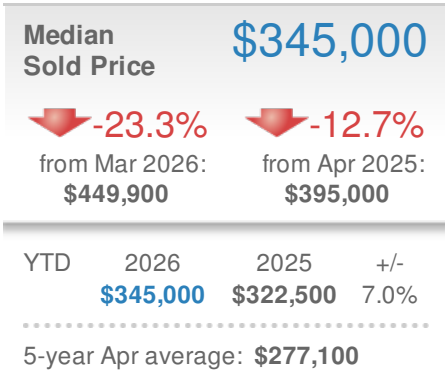 Median $345,000
Sold Price
-23.3% -12.7%
from Mar 2026: from Apr 2025:
$449,900 $395,000
YTD 2026 2025 +/-
$345,000 $322,500 7.0%
5-year Apr average: $277,100